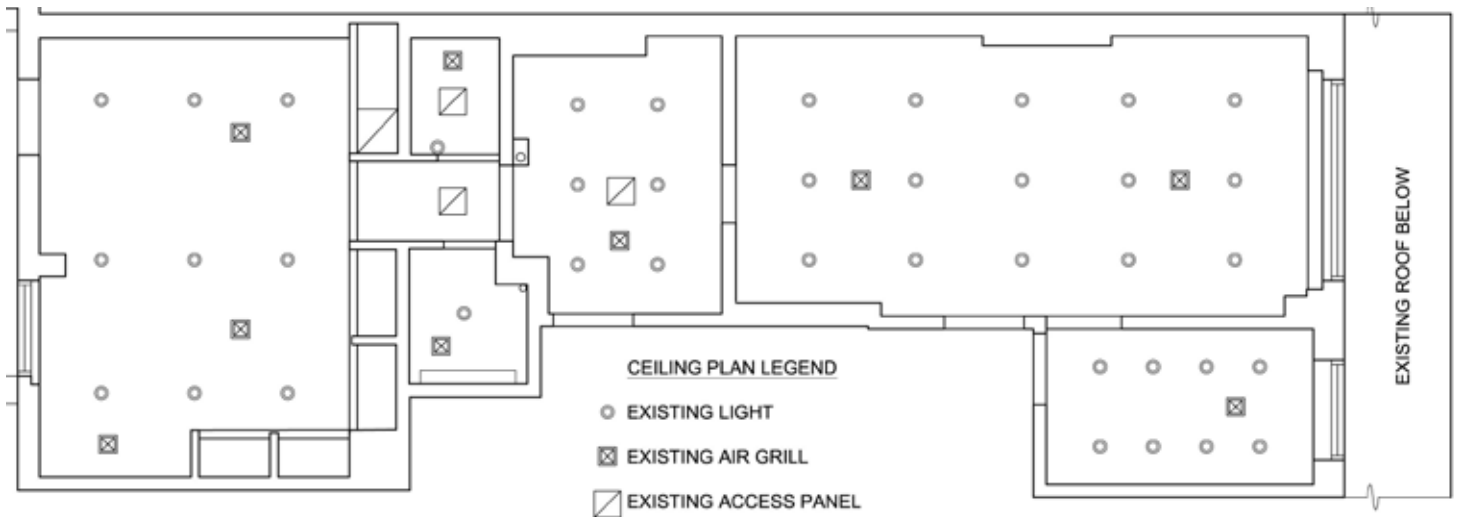 CEILING PLAN LEGEND
EXISTING LIGHT
EXISTING AIR GRILL
EXISTING ACCESS PANEL
EXISTING ROOF BELOW